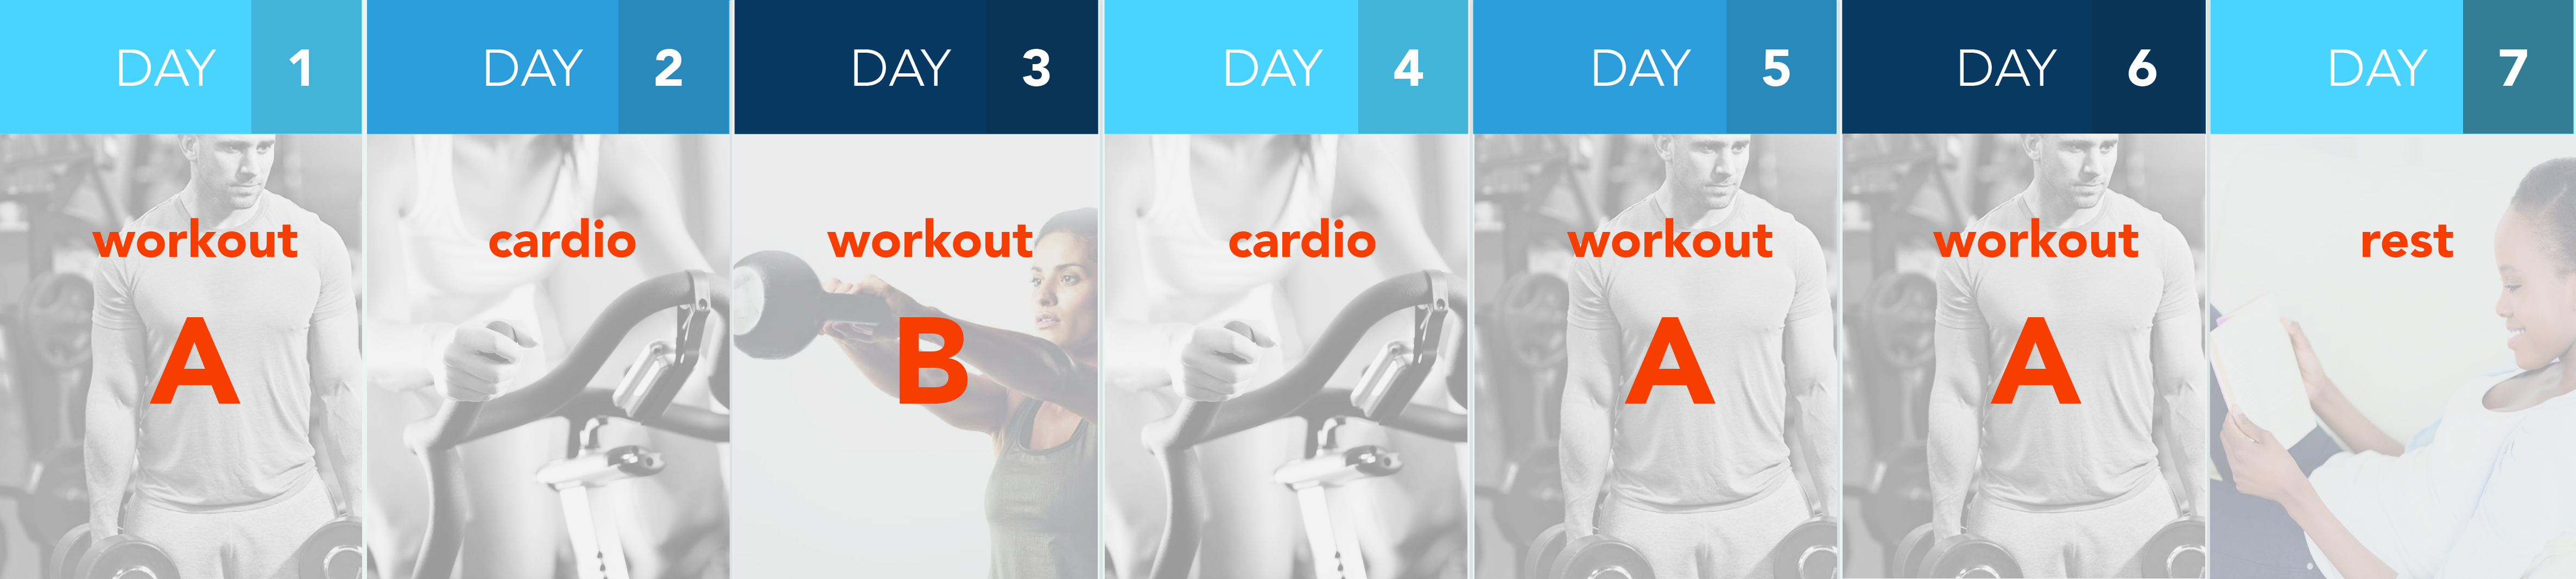 DAY 1
workout
A
DAY 2
cardio
DAY 3
workout
B
DAY 4
cardio
DAY 5
workout
A
DAY 6
workout
A
DAY 7
rest